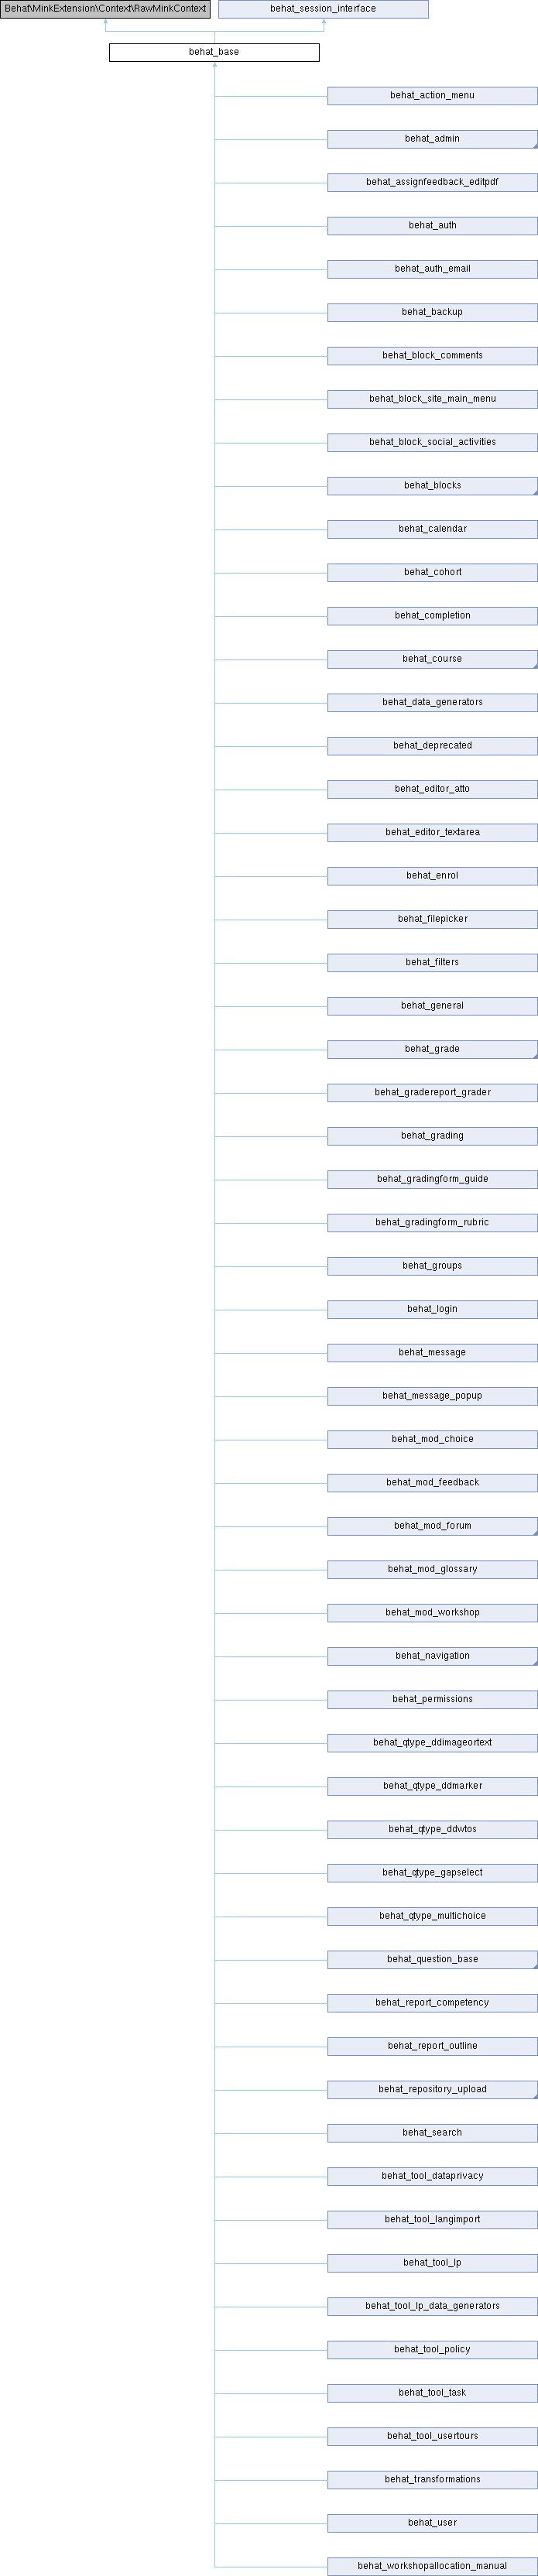 Behat\MinkExtension\Context\RawMinkContext
behat_session_interface
behat_base
behat_action_menu
behat_admin
behat_assignfeedback_editpdf
behat_auth
behat_auth_email
behat_backup
behat_block_comments
behat_block_site_main_menu
behat_block_social_activities
behat_blocks
behat_calendar
behat_cohort
behat_completion
behat_course
behat_data_generators
behat_deprecated
behat_editor_atto
behat_editor_textarea
behat_enrol
behat_filepicker
behat_filters
behat_general
behat_grade
behat_gradereport_grader
behat_grading
behat_gradingform_guide
behat_gradingform_rubric
behat_groups
behat_login
behat_message
behat_message_popup
behat_mod_choice
behat_mod_feedback
behat_mod_forum
behat_mod_glossary
behat_mod_workshop
behat_navigation
behat_permissions
behat_qtype_ddimageortext
behat_qtype_ddmarker
behat_qtype_ddwtos
behat_qtype_gapselect
behat_qtype_multichoice
behat_question_base
behat_report_competency
behat_report_outline
behat_repository_upload
behat_search
behat_tool_dataprivacy
behat_tool_langimport
behat_tool_lp
behat_tool_lp_data_generators
behat_tool_policy
behat_tool_task
behat_tool_usertours
behat_transformations
behat_user
behat_workshopallocation_manual